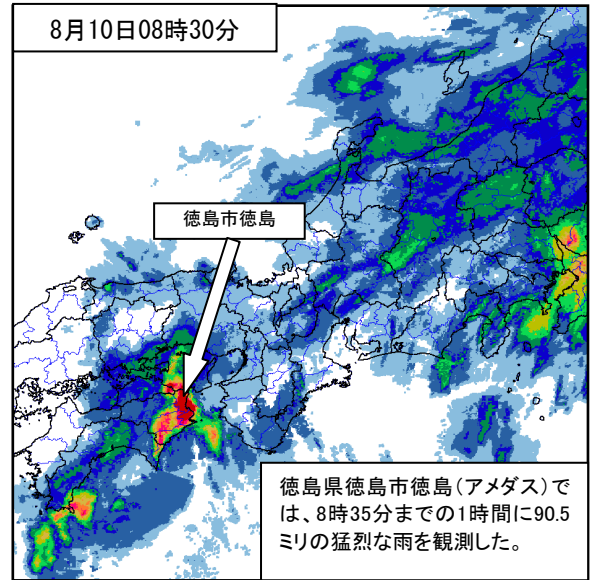 8月10日08時30分
徳島市徳島
徳島県徳島市徳島(アメダス)で
は、8時35分までの1時間に90.5
ミリの猛烈な雨を観測した。